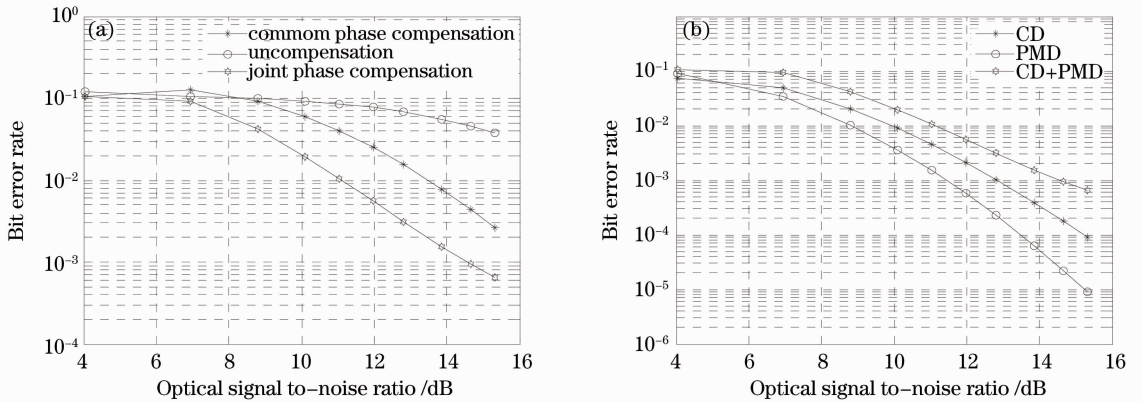 (a)
commom phase compensation
uncompensation
joint phase compensation
10⁰
10⁻¹
10⁻²
10⁻³
10⁻⁴
Bit error rate
4 6 8 10 12 14 16
Optical signal to-noise ratio /dB
(b)
CD
PMD
CD+PMD
10⁻¹
10⁻²
10⁻³
10⁻⁴
10⁻⁵
10⁻⁶
Bit error rate
4 6 8 10 12 14 16
Optical signal to-noise ratio /dB